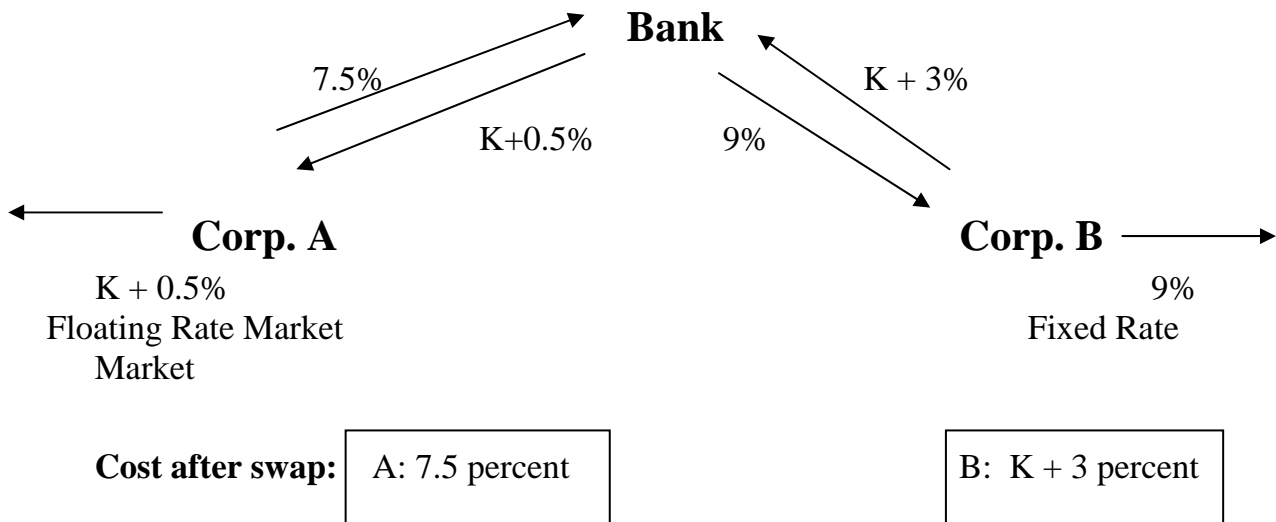 Bank
7.5%
K + 3%
K+0.5%
9%
Corp. A
Corp. B
K + 0.5%
9%
Floating Rate Market
Fixed Rate
Market
Cost after swap:
A: 7.5 percent
B: K + 3 percent